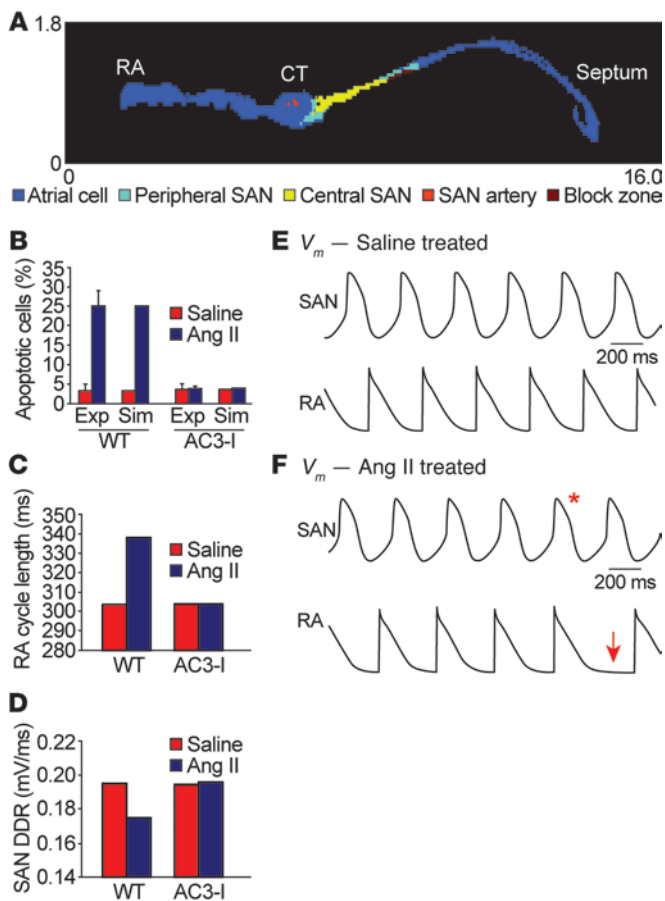 A
1.8
RA
CT
Septum
0
0
16.0
Atrial cell Peripheral SAN Central SAN SAN artery Block zone
B
Apoptotic cells (%)
35
30
25
20
15
10
5
0
Saline
Ang II
Exp Sim Exp Sim
WT AC3-I
C
RA cycle length (ms)
350
340
330
320
310
300
290
280
Saline
Ang II
WT AC3-I
D
SAN DDR (mV/ms)
0.22
0.20
0.18
0.16
0.14
Saline
Ang II
WT AC3-I
E Vm — Saline treated
SAN
200 ms
RA
F Vm — Ang II treated
SAN
*
200 ms
RA